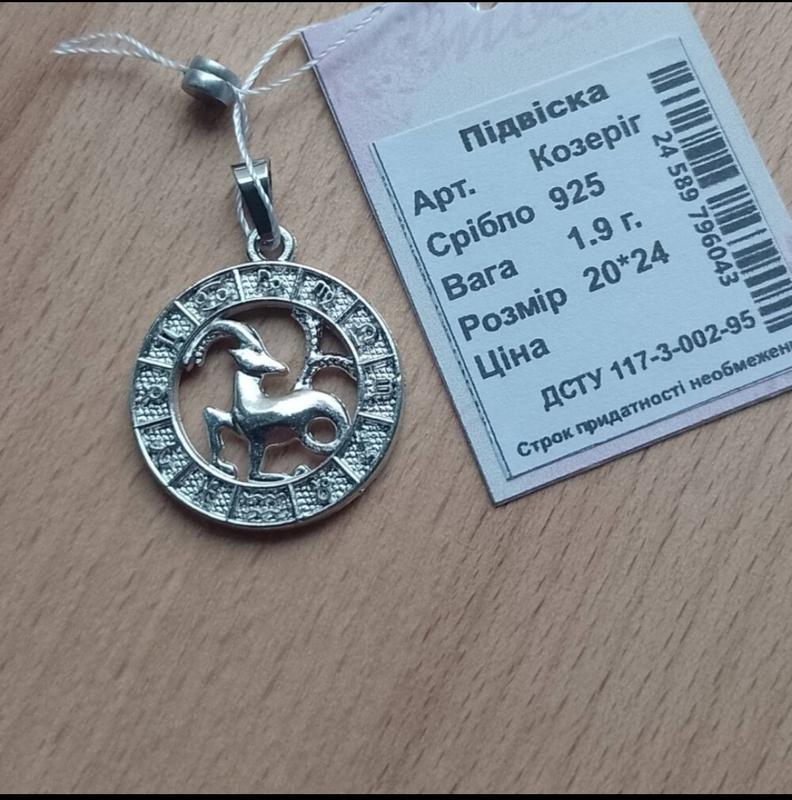 Підвіска
Арт. Козеріг
Срібло 925
Вага 1.9 г.
Розмір 20*24
Ціна
ДСТУ 117-3-002-95
Строк придатності необмежен
24 589 796043